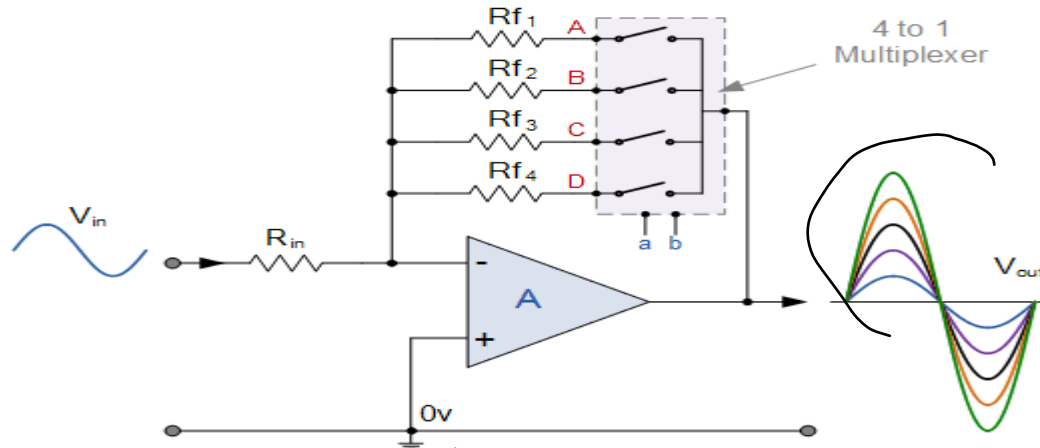 Rf1 A
4 to 1
Multiplexer
Rf2 B
Rf3 C
Rf4 D
Vin
Rin
a b
-
A
+
Vout
0v